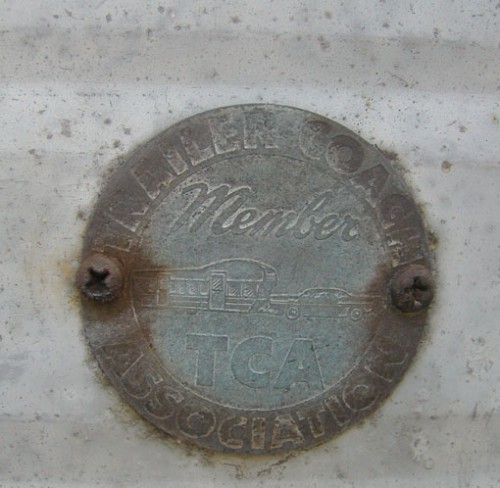 TRAILER COACH
Member
TCA
ASSOCIATION